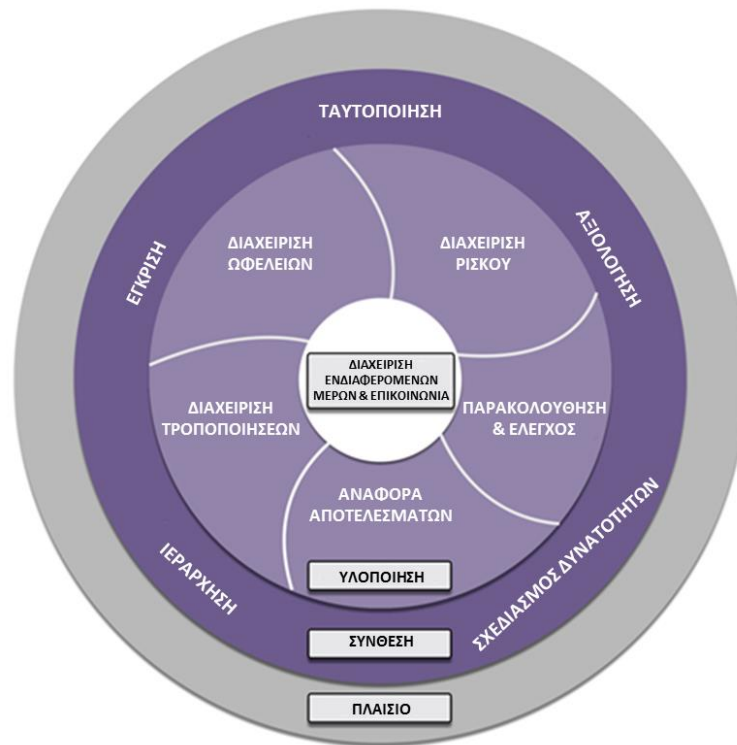 ΤΑΥΤΟΠΟΙΗΣΗ
ΑΞΙΟΛΟΓΗΣΗ
ΕΓΚΡΙΣΗ
ΔΙΑΧΕΙΡΙΣΗ
ΩΦΕΛΕΙΩΝ
ΔΙΑΧΕΙΡΙΣΗ
ΡΙΣΚΟΥ
ΔΙΑΧΕΙΡΙΣΗ
ΕΝΔΙΑΦΕΡΟΜΕΝΩΝ
ΜΕΡΩΝ & ΕΠΙΚΟΙΝΩΝΙΑ
ΔΙΑΧΕΙΡΙΣΗ
ΤΡΟΠΟΠΟΙΗΣΕΩΝ
ΠΑΡΑΚΟΛΟΥΘΗΣΗ
& ΕΛΕΓΧΟΣ
ΑΝΑΦΟΡΑ
ΑΠΟΤΕΛΕΣΜΑΤΩΝ
ΙΕΡΑΡΧΗΣΗ
ΣΧΕΔΙΑΣΜΟΣ ΔΥΝΑΤΟΤΗΤΩΝ
ΥΛΟΠΟΙΗΣΗ
ΣΥΝΘΕΣΗ
ΠΛΑΙΣΙΟ